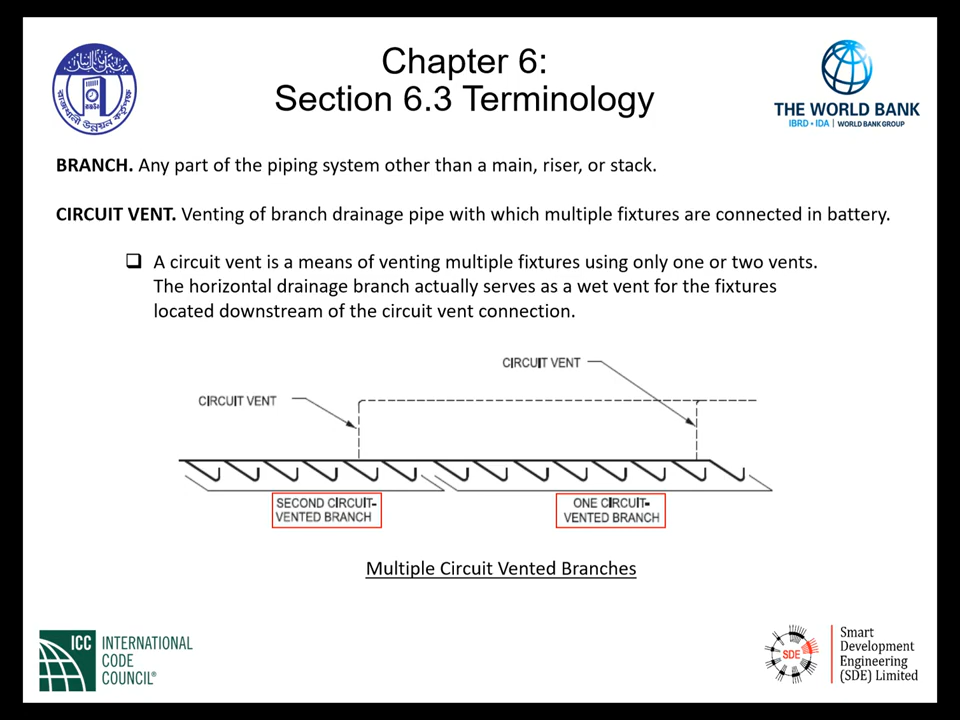 Chapter 6:
Section 6.3 Terminology
THE WORLD BANK
IBRD • IDA | WORLD BANK GROUP
BRANCH. Any part of the piping system other than a main, riser, or stack.
CIRCUIT VENT. Venting of branch drainage pipe with which multiple fixtures are connected in battery.
A circuit vent is a means of venting multiple fixtures using only one or two vents.
The horizontal drainage branch actually serves as a wet vent for the fixtures
located downstream of the circuit vent connection.
CIRCUIT VENT
CIRCUIT VENT
SECOND CIRCUIT-
VENTED BRANCH
ONE CIRCUIT-
VENTED BRANCH
Multiple Circuit Vented Branches
ICC
INTERNATIONAL
CODE
COUNCIL®
SDE
Smart
Development
Engineering
(SDE) Limited